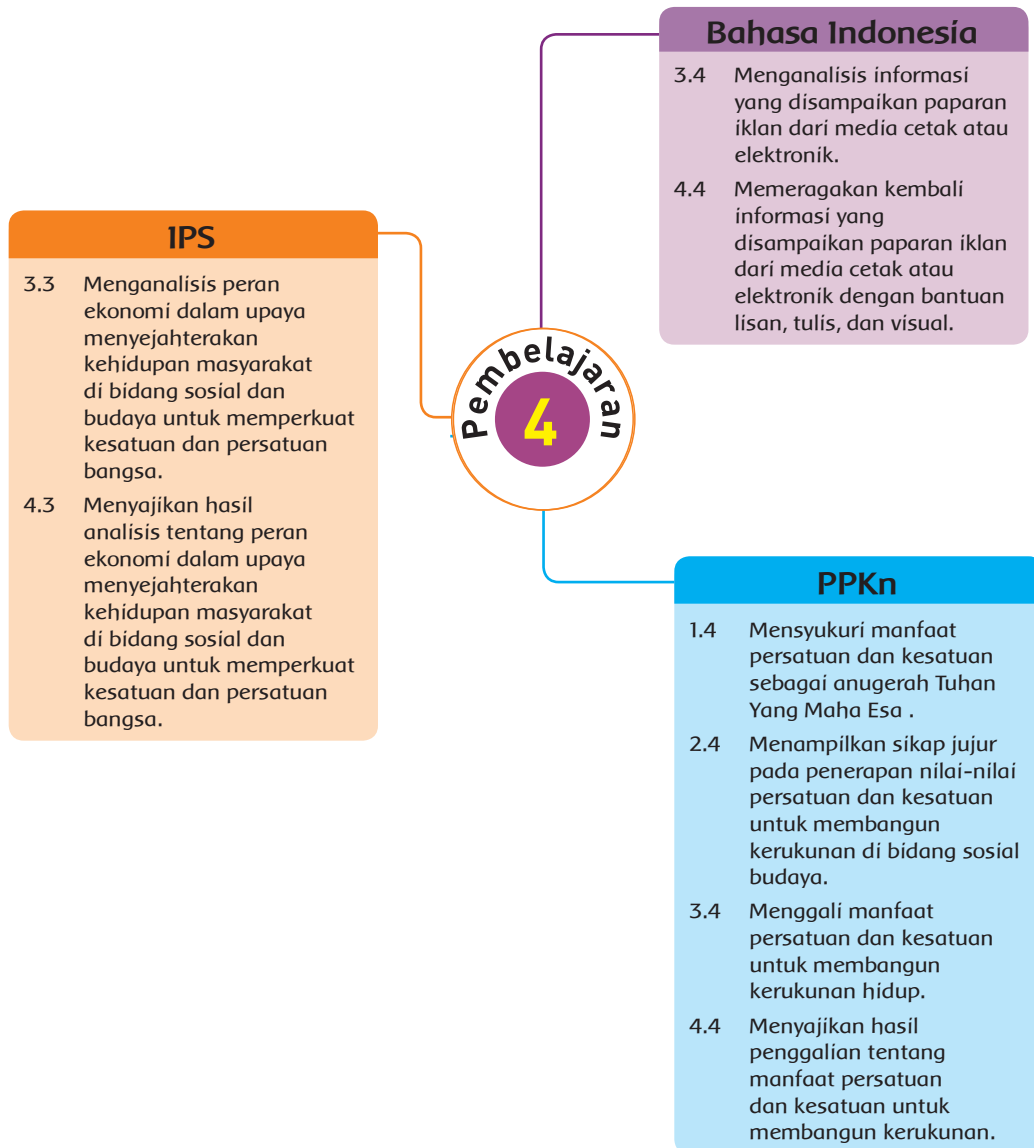 Bahasa Indonesia
3.4 Menganalisis informasi
yang disampaikan paparan
iklan dari media cetak atau
elektronik.
4.4 Memeragakan kembali
informasi yang
disampaikan paparan iklan
dari media cetak atau
elektronik dengan bantuan
lisan, tulis, dan visual.
IPS
3.3 Menganalisis peran
ekonomi dalam upaya
menyejahterakan
kehidupan masyarakat
di bidang sosial dan
budaya untuk memperkuat
kesatuan dan persatuan
bangsa.
4.3 Menyajikan hasil
analisis tentang peran
ekonomi dalam upaya
menyejahterakan
kehidupan masyarakat
di bidang sosial dan
budaya untuk memperkuat
kesatuan dan persatuan
bangsa.
Pembelajaran
4
PPKn
1.4 Mensyukuri manfaat
persatuan dan kesatuan
sebagai anugerah Tuhan
Yang Maha Esa .
2.4 Menampilkan sikap jujur
pada penerapan nilai-nilai
persatuan dan kesatuan
untuk membangun
kerukunan di bidang sosial
budaya.
3.4 Menggali manfaat
persatuan dan kesatuan
untuk membangun
kerukunan hidup.
4.4 Menyajikan hasil
penggalian tentang
manfaat persatuan
dan kesatuan untuk
membangun kerukunan.